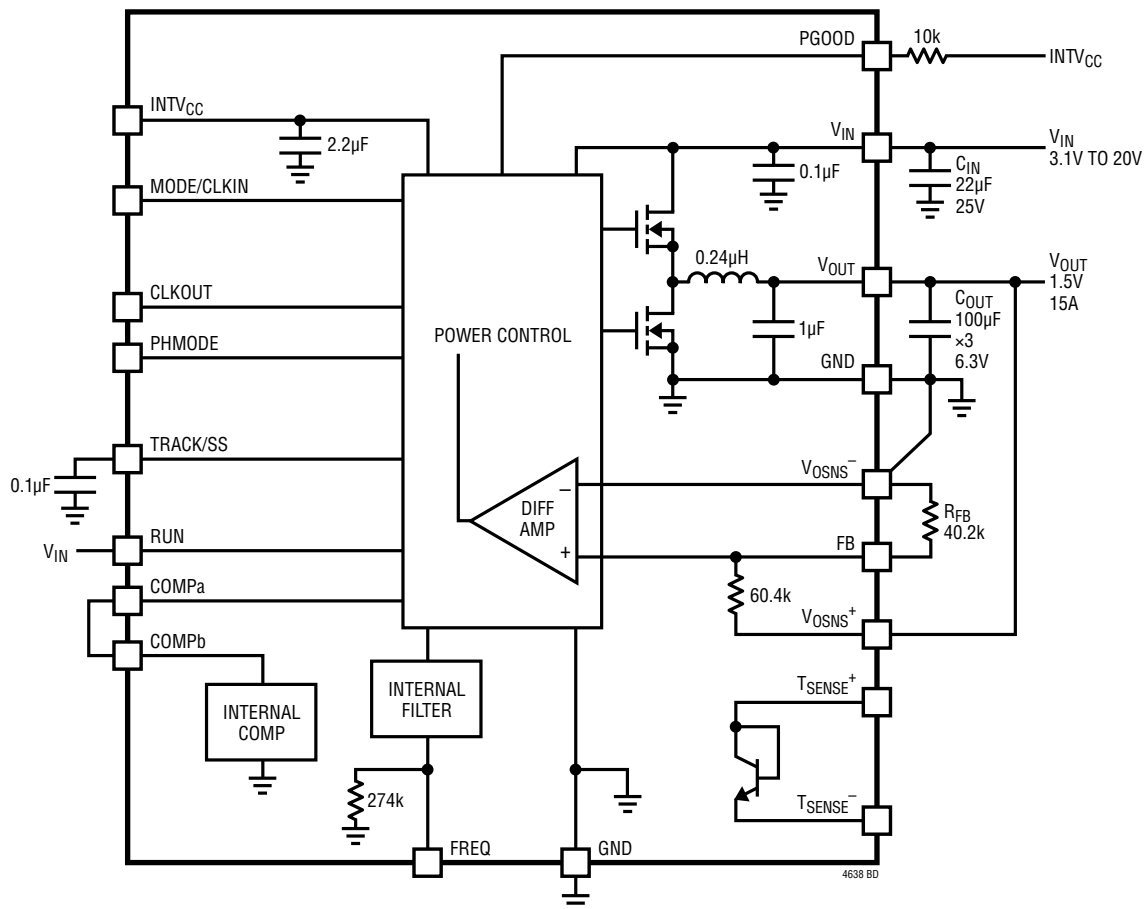 PGOOD
10k
INTVCC
INTVCC
2.2µF
VIN
VIN
3.1V TO 20V
0.1µF
CIN
22µF
25V
MODE/CLKIN
0.24µH
VOUT
VOUT
1.5V
15A
COUT
100µF
×3
6.3V
CLKOUT
POWER CONTROL
1µF
PHMODE
GND
TRACK/SS
0.1µF
VOSNS−
−
DIFF
AMP
+
RFB
40.2k
VIN
RUN
FB
COMPa
60.4k
VOSNS+
COMPb
INTERNAL
COMP
INTERNAL
FILTER
TSENSE+
274k
TSENSE−
FREQ
GND
4638 BD